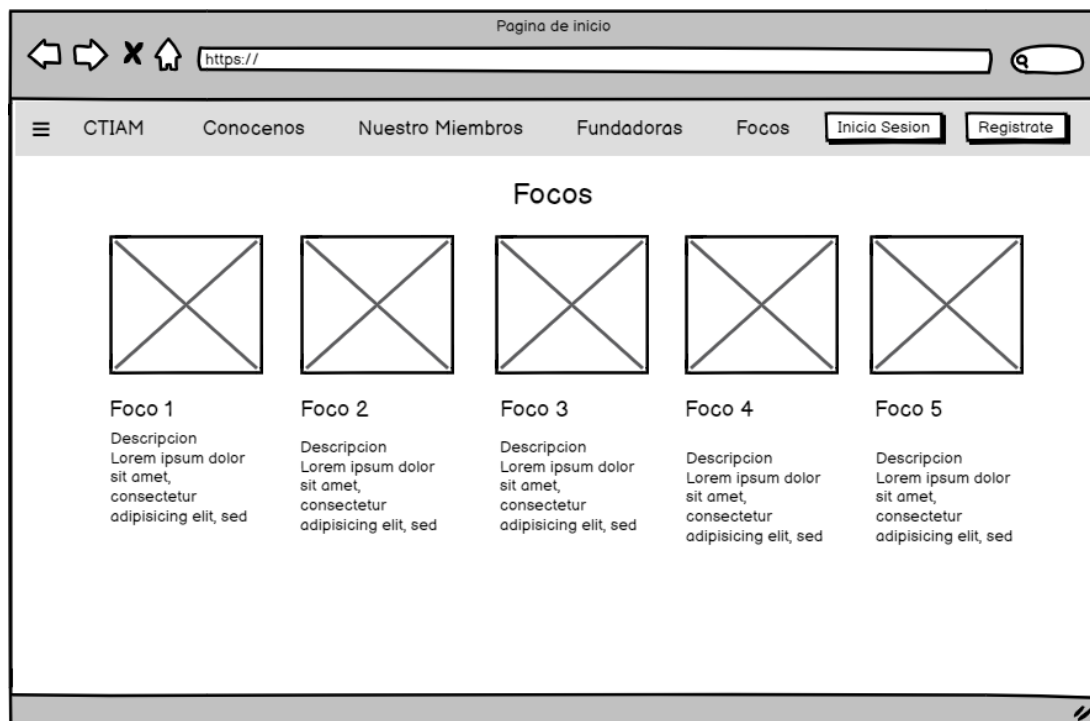 Pagina de inicio
https://
CTIAM Conocenos Nuestro Miembros Fundadoras Focos Inicia Sesion Registrate
Focos
Foco 1
Descripcion
Lorem ipsum dolor
sit amet,
consectetur
adipisicing elit, sed
Foco 2
Descripcion
Lorem ipsum dolor
sit amet,
consectetur
adipisicing elit, sed
Foco 3
Descripcion
Lorem ipsum dolor
sit amet,
consectetur
adipisicing elit, sed
Foco 4
Descripcion
Lorem ipsum dolor
sit amet,
consectetur
adipisicing elit, sed
Foco 5
Descripcion
Lorem ipsum dolor
sit amet,
consectetur
adipisicing elit, sed